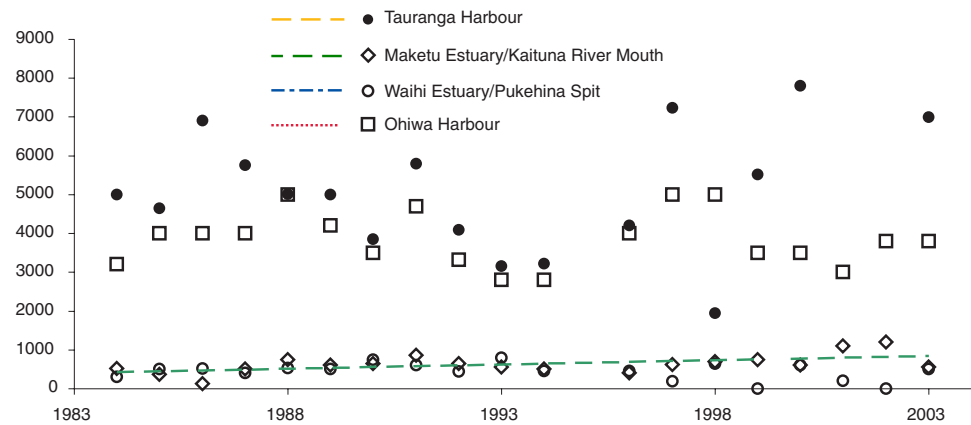 Tauranga Harbour
Maketu Estuary/Kaituna River Mouth
Waihi Estuary/Pukehina Spit
Ohiwa Harbour
9000
8000
7000
6000
5000
4000
3000
2000
1000
0
1983 1988 1993 1998 2003